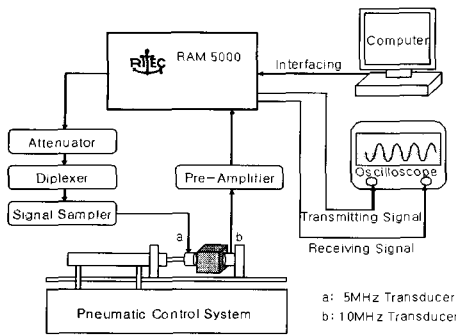 Computer
RITEC
RAM 5000
Interfacing
Attenuator
Diplexer
Pre-Amplifier
Oscilloscope
Signal Sampler
Transmitting Signal
a
b
Receiving Signal
Pneumatic Control System
a: 5MHz Transducer
b: 10MHz Transducer